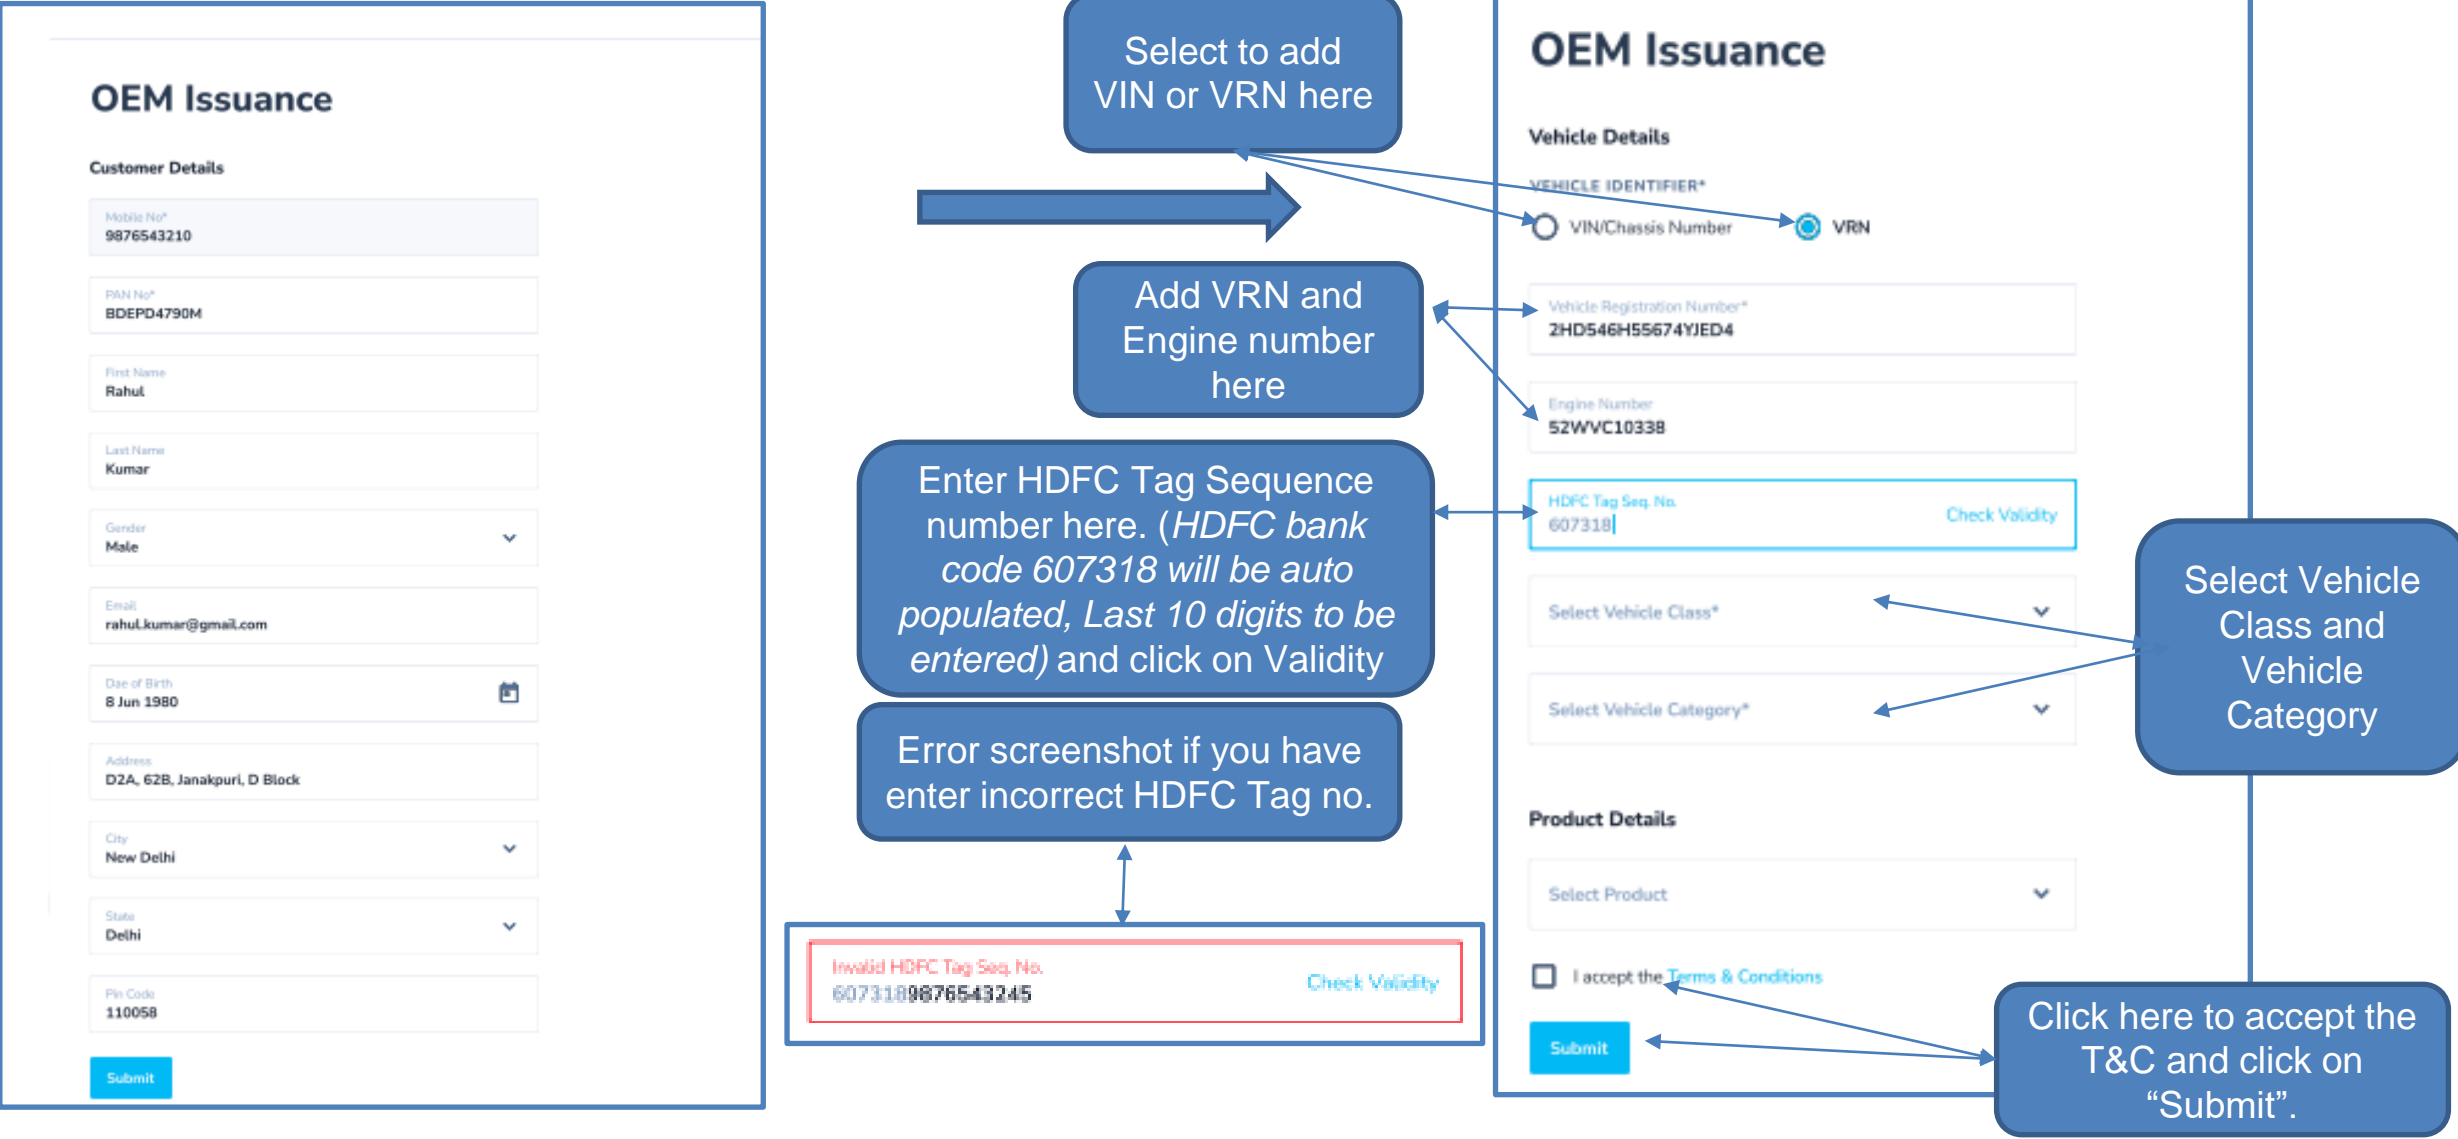 OEM Issuance
Customer Details
Mobile No*
9876543210
PAN No*
BDEPD4790M
First Name
Rahul
Last Name
Kumar
Gender
Male
Email
rahul.kumar@gmail.com
Dae of Birth
8 Jun 1980
Address
D2A, 62B, Janakpuri, D Block
City
New Delhi
State
Delhi
Pin Code
110058
Submit
Select to add
VIN or VRN here
Add VRN and
Engine number
here
Enter HDFC Tag Sequence
number here. (HDFC bank
code 607318 will be auto
populated, Last 10 digits to be
entered) and click on Validity
Error screenshot if you have
enter incorrect HDFC Tag no.
Invalid HDFC Tag Seq. No.
6073189876543245
Check Validity
OEM Issuance
Vehicle Details
VEHICLE IDENTIFIER*
VIN/Chassis Number
VRN
Vehicle Registration Number*
2HD546H55674YJED4
Engine Number
52WVC10338
HDFC Tag Seq. No.
607318
Check Validity
Select Vehicle Class*
Select Vehicle Category*
Product Details
Select Product
I accept the Terms & Conditions
Submit
Select Vehicle
Class and
Vehicle
Category
Click here to accept the
T&C and click on
“Submit”.